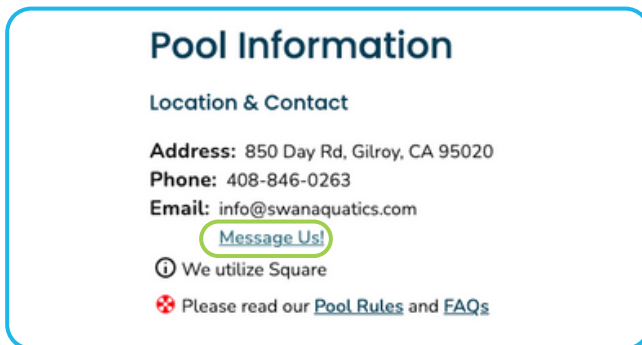 Pool Information
Location & Contact
Address: 850 Day Rd, Gilroy, CA 95020
Phone: 408-846-0263
Email: info@swanaquatics.com
Message Us!
We utilize Square
Please read our Pool Rules and FAQs